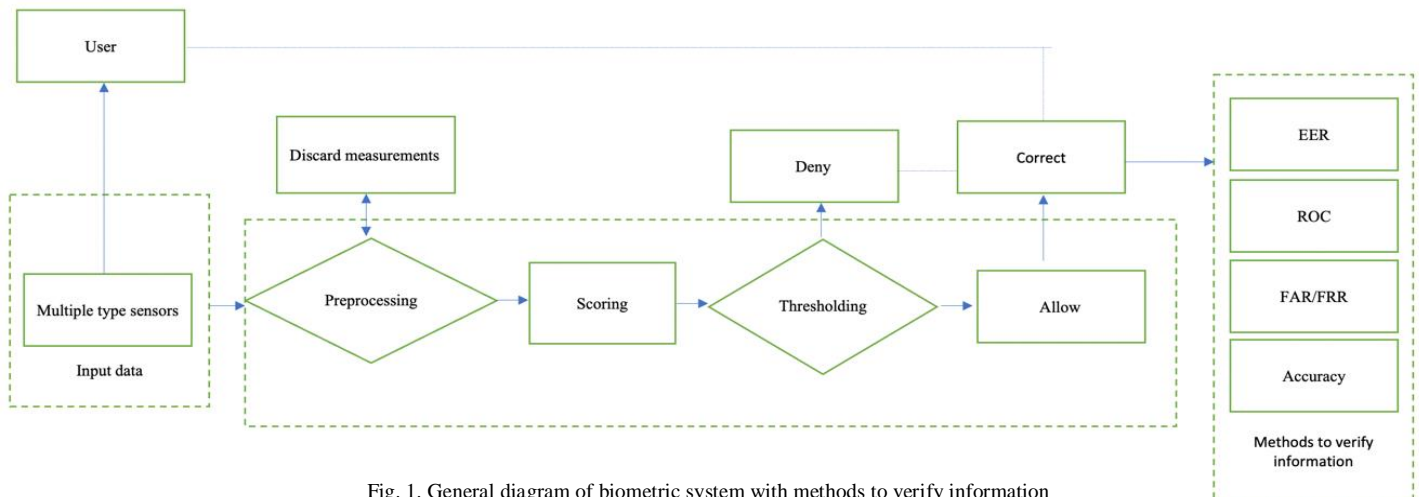 User
Discard measurements
Deny
Correct
EER
ROC
FAR/FRR
Accuracy
Methods to verify
information
Multiple type sensors
Input data
Preprocessing
Scoring
Thresholding
Allow
Fig. 1. General diagram of biometric system with methods to verify information